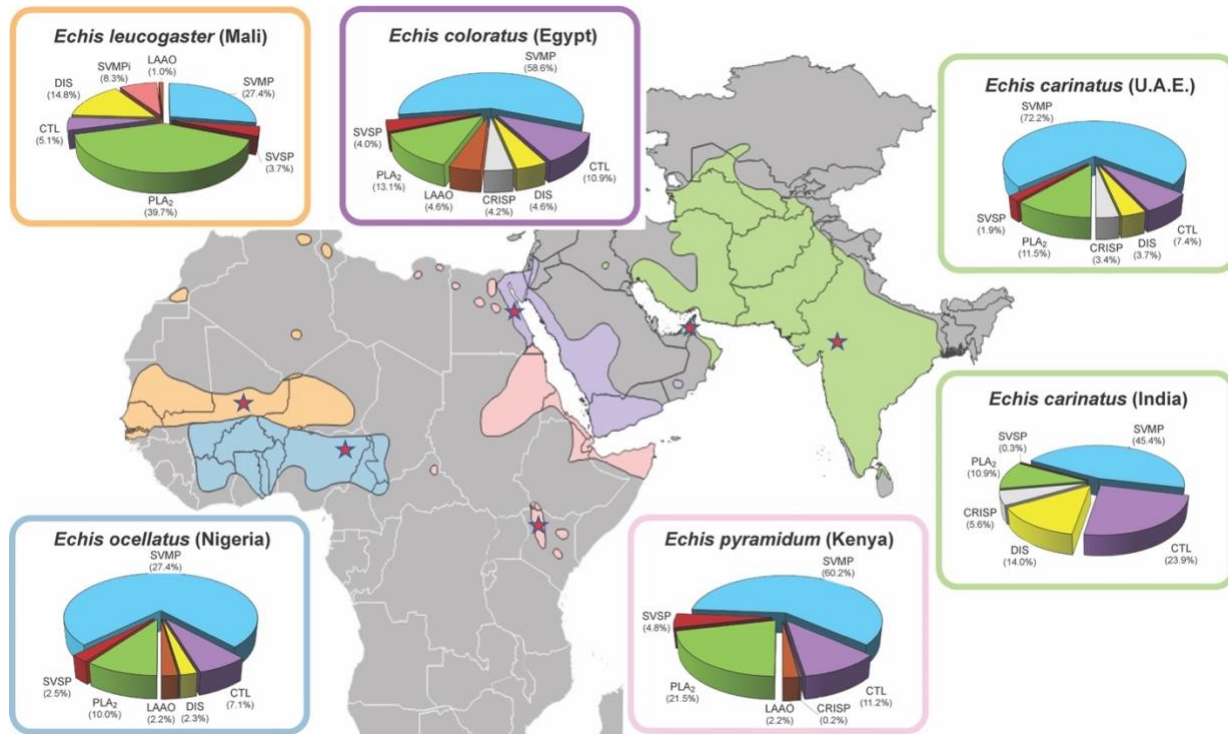 Echis leucogaster (Mali)
LAAO
(1.0%)
SVMPi
(8.3%)
DIS
(14.8%)
SVMP
(27.4%)
CTL
(5.1%)
SVSP
(3.7%)
PLA₂
(39.7%)
Echis coloratus (Egypt)
SVMP
(58.6%)
SVSP
(4.0%)
PLA₂
(13.1%)
LAAO
(4.6%)
CRISP
(4.2%)
DIS
(4.6%)
CTL
(10.9%)
Echis carinatus (U.A.E.)
SVMP
(72.2%)
SVSP
(1.9%)
PLA₂
(11.5%)
CRISP
(3.4%)
DIS
(3.7%)
CTL
(7.4%)
Echis carinatus (India)
SVMP
(45.4%)
SVSP
(0.3%)
PLA₂
(10.9%)
CRISP
(5.6%)
DIS
(14.0%)
CTL
(23.9%)
Echis ocellatus (Nigeria)
SVMP
(27.4%)
SVSP
(2.5%)
PLA₂
(10.0%)
LAAO
(2.2%)
DIS
(2.3%)
CTL
(7.1%)
Echis pyramidum (Kenya)
SVMP
(60.2%)
SVSP
(4.8%)
PLA₂
(21.5%)
LAAO
(2.2%)
CRISP
(0.2%)
CTL
(11.2%)